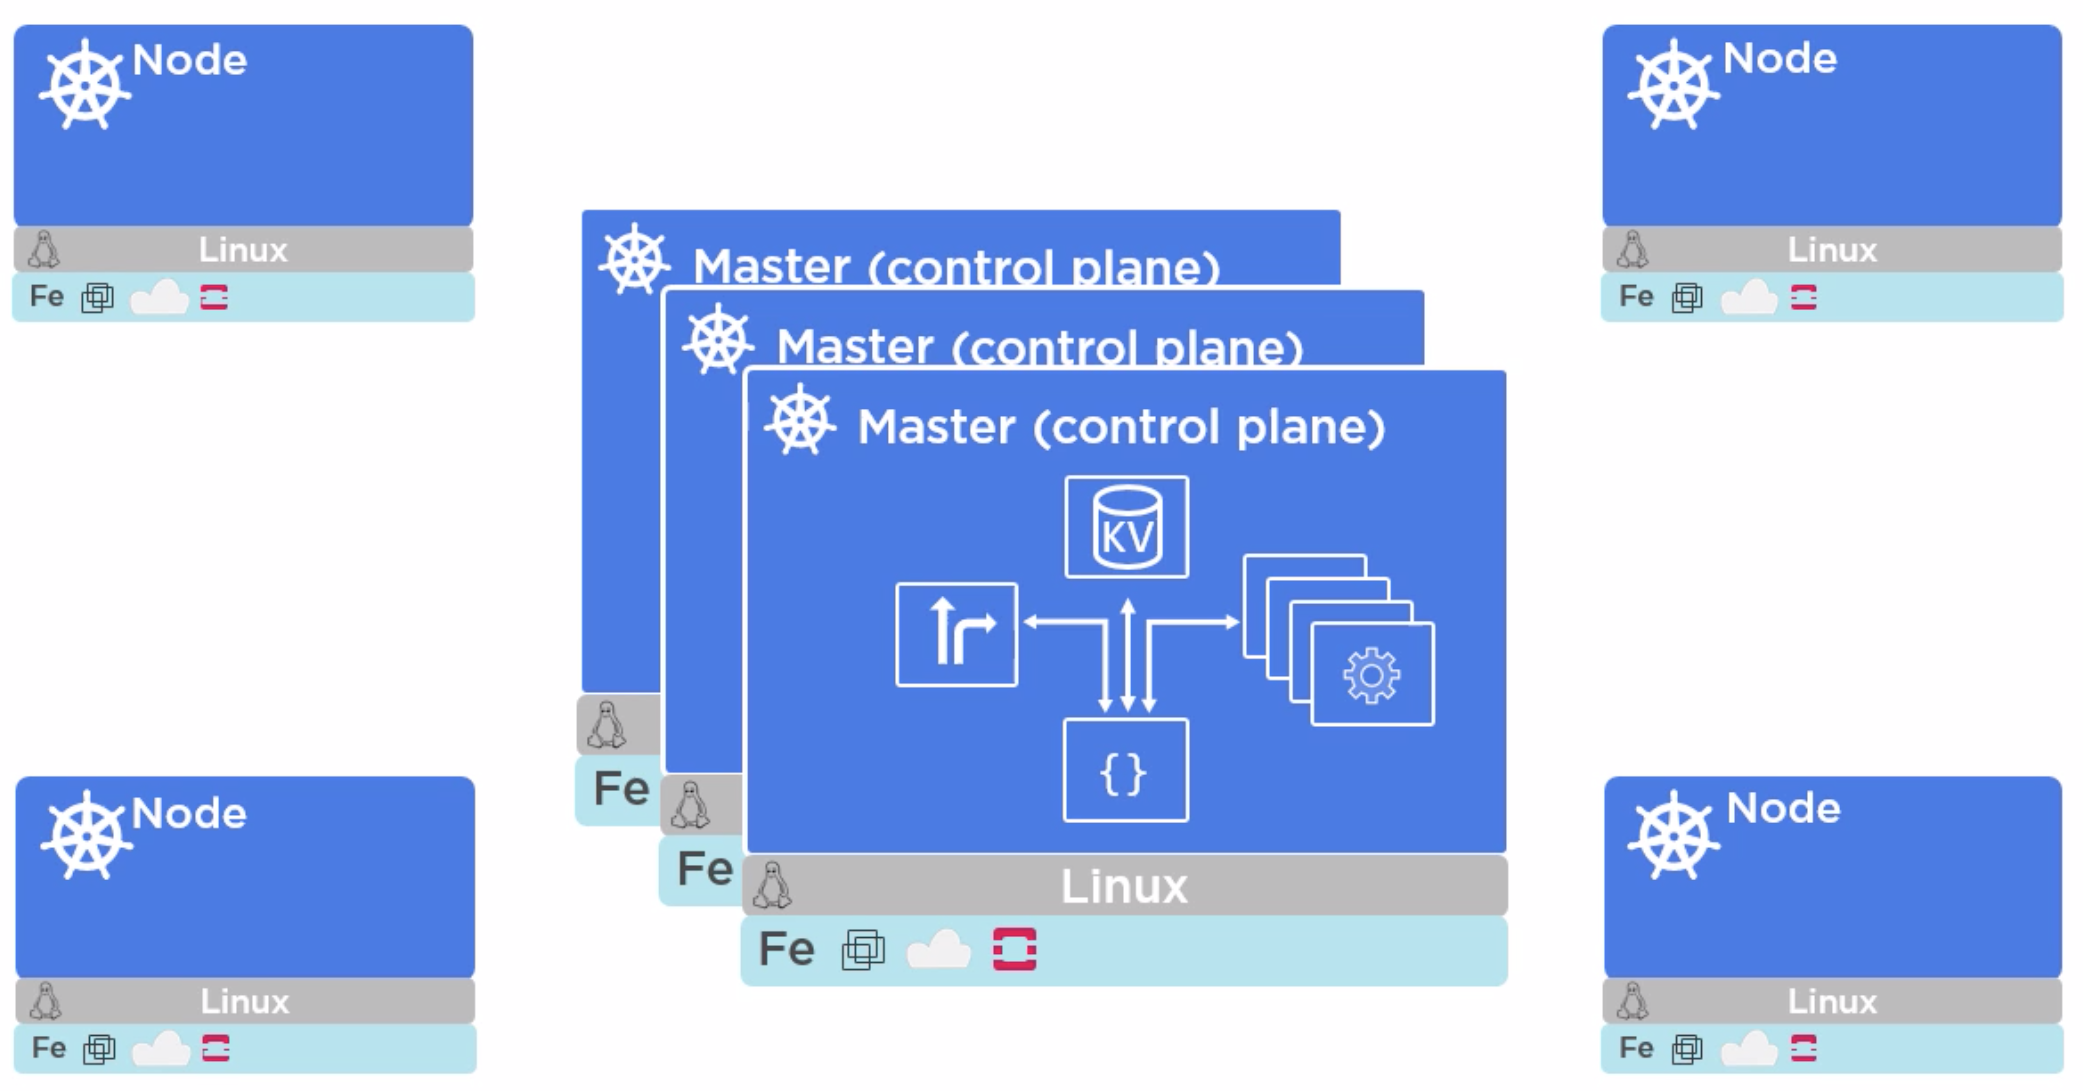 Node
Linux
Fe
Node
Linux
Fe
Master (control plane)
Master (control plane)
Master (control plane)
KV
{}
Fe
Fe
Linux
Fe
Node
Linux
Fe
Node
Linux
Fe